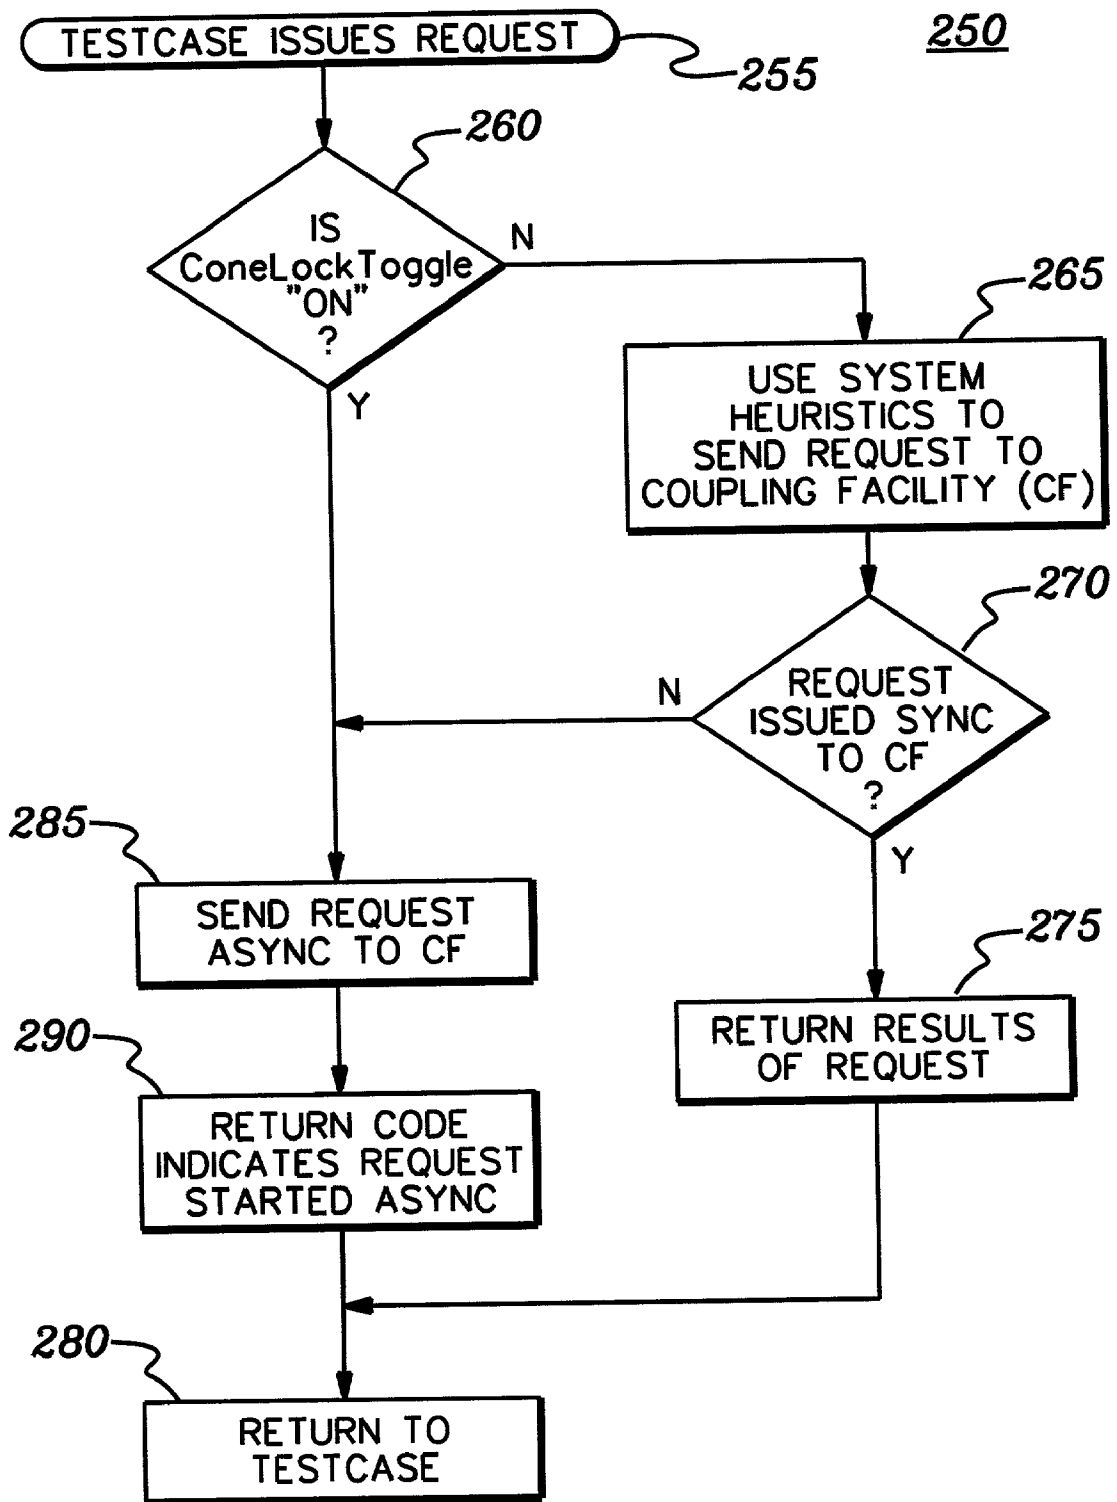 TESTCASE ISSUES REQUEST
250
255
260
IS
ConeLockToggle
"ON"
?
N
Y
265
USE SYSTEM
HEURISTICS TO
SEND REQUEST TO
COUPLING FACILITY (CF)
270
REQUEST
ISSUED SYNC
TO CF
?
N
Y
285
SEND REQUEST
ASYNC TO CF
275
RETURN RESULTS
OF REQUEST
290
RETURN CODE
INDICATES REQUEST
STARTED ASYNC
280
RETURN TO
TESTCASE